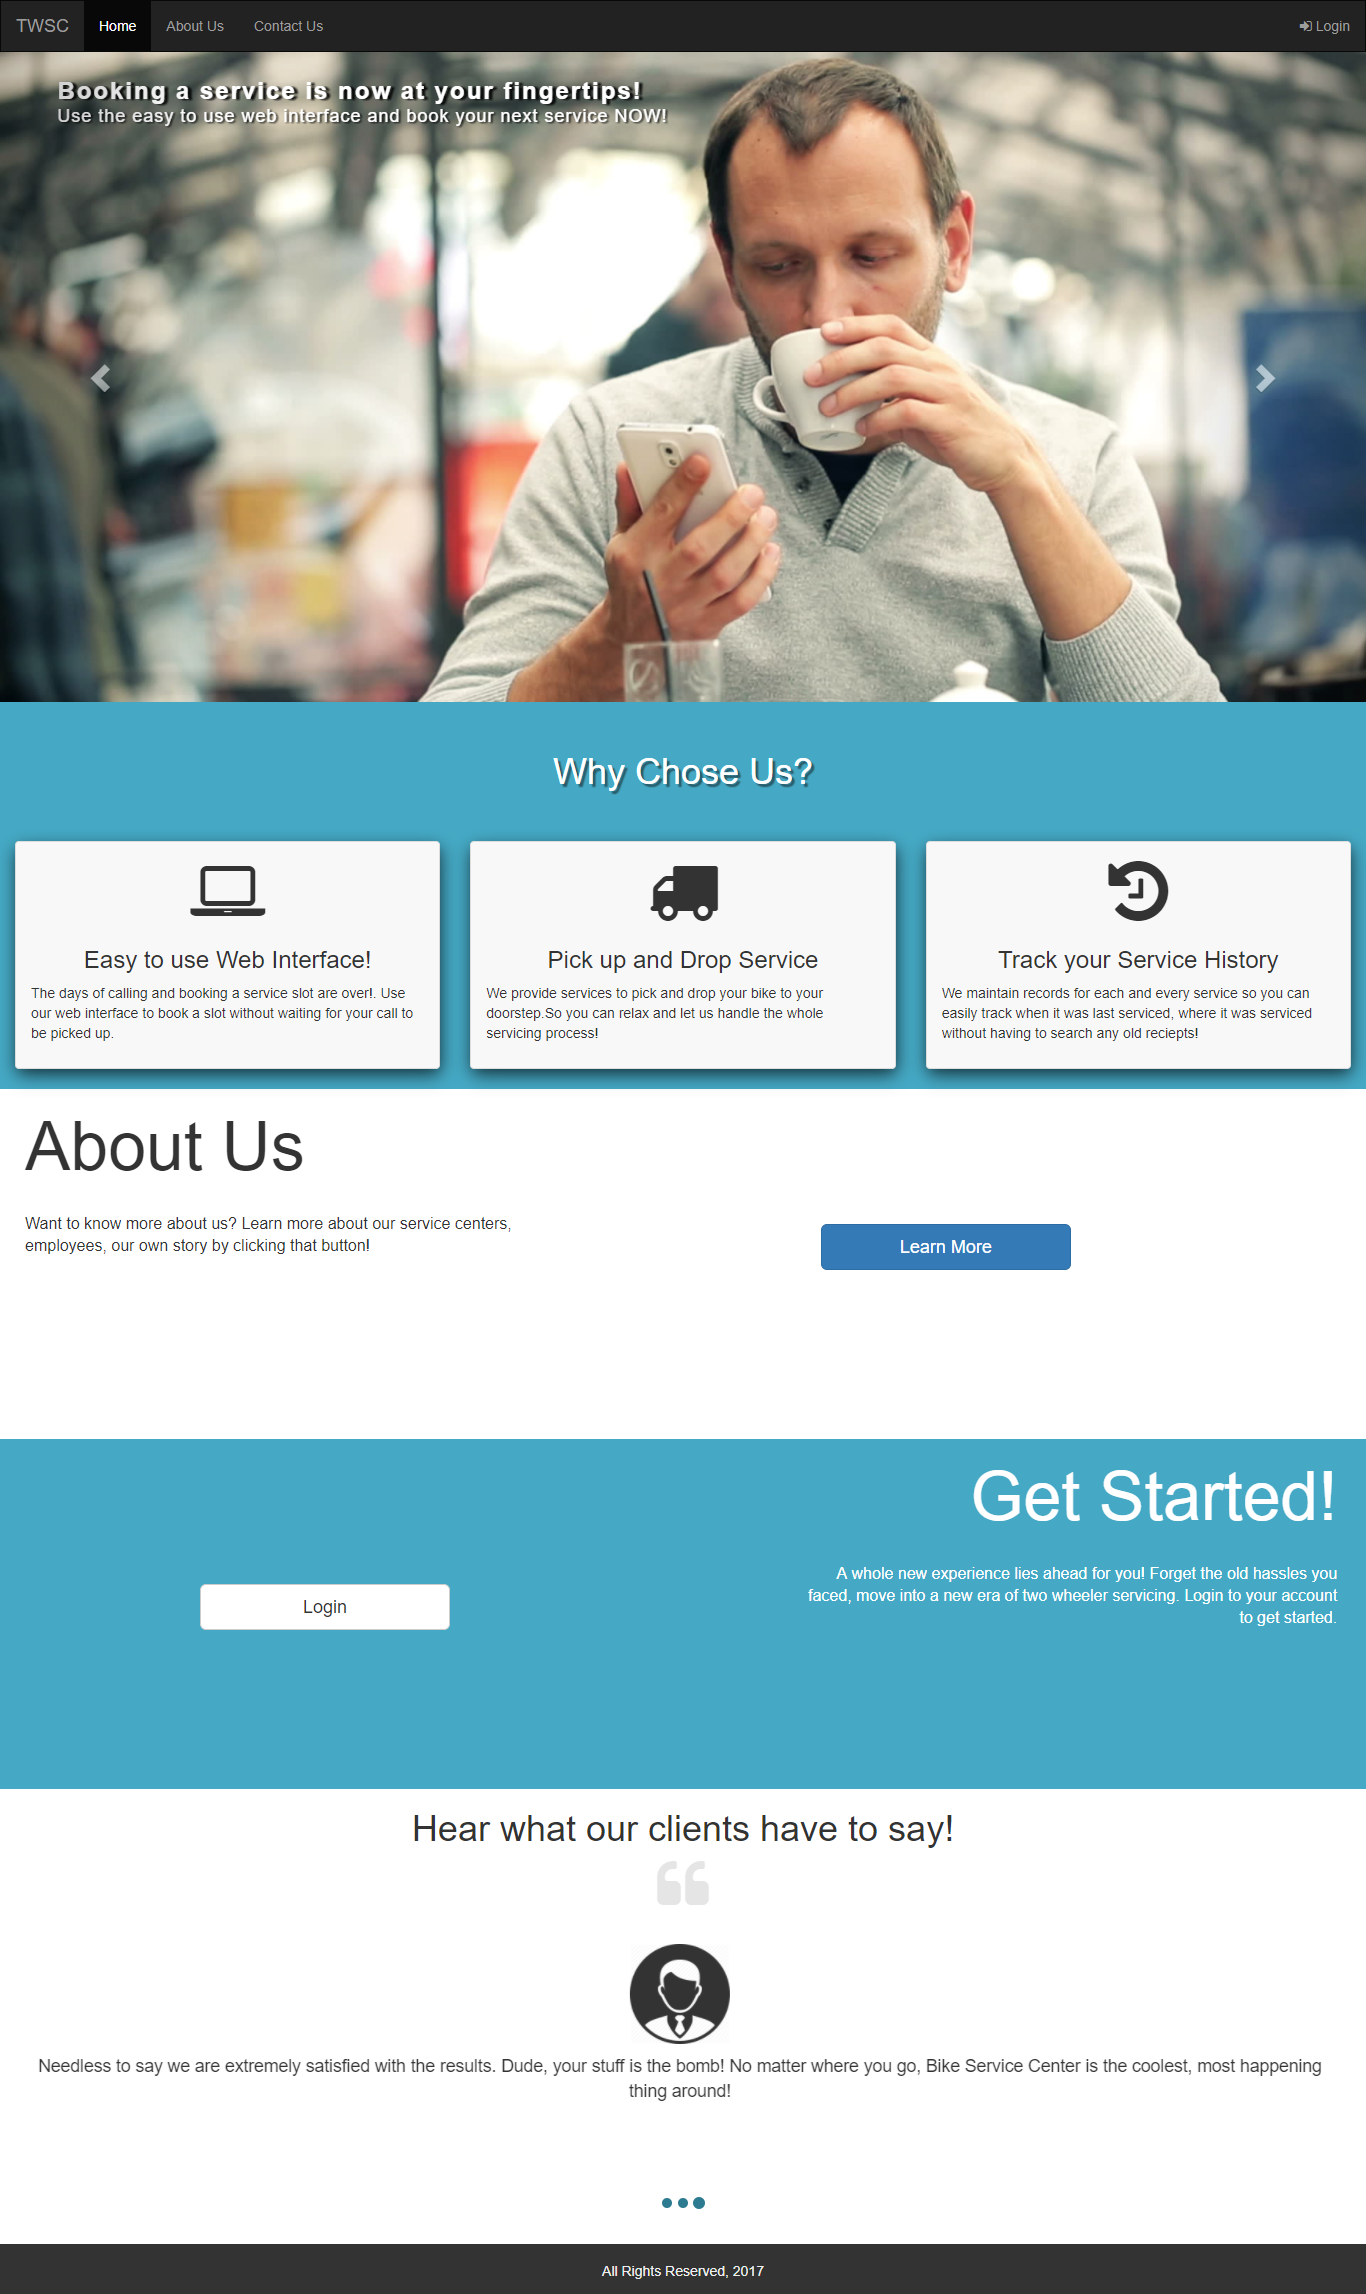 TWSC Home About Us Contact Us Login
Booking a service is now at your fingertips!
Use the easy to use web interface and book your next service NOW!
Why Chose Us?
Easy to use Web Interface!
The days of calling and booking a service slot are over!. Use
our web interface to book a slot without waiting for your call to
be picked up.
Pick up and Drop Service
We provide services to pick and drop your bike to your
doorstep.So you can relax and let us handle the whole
servicing process!
Track your Service History
We maintain records for each and every service so you can
easily track when it was last serviced, where it was serviced
without having to search any old reciepts!
About Us
Want to know more about us? Learn more about our service centers,
employees, our own story by clicking that button!
Learn More
Get Started!
A whole new experience lies ahead for you! Forget the old hassles you
faced, move into a new era of two wheeler servicing. Login to your account
to get started.
Login
Hear what our clients have to say!
Needless to say we are extremely satisfied with the results. Dude, your stuff is the bomb! No matter where you go, Bike Service Center is the coolest, most happening
thing around!
All Rights Reserved, 2017